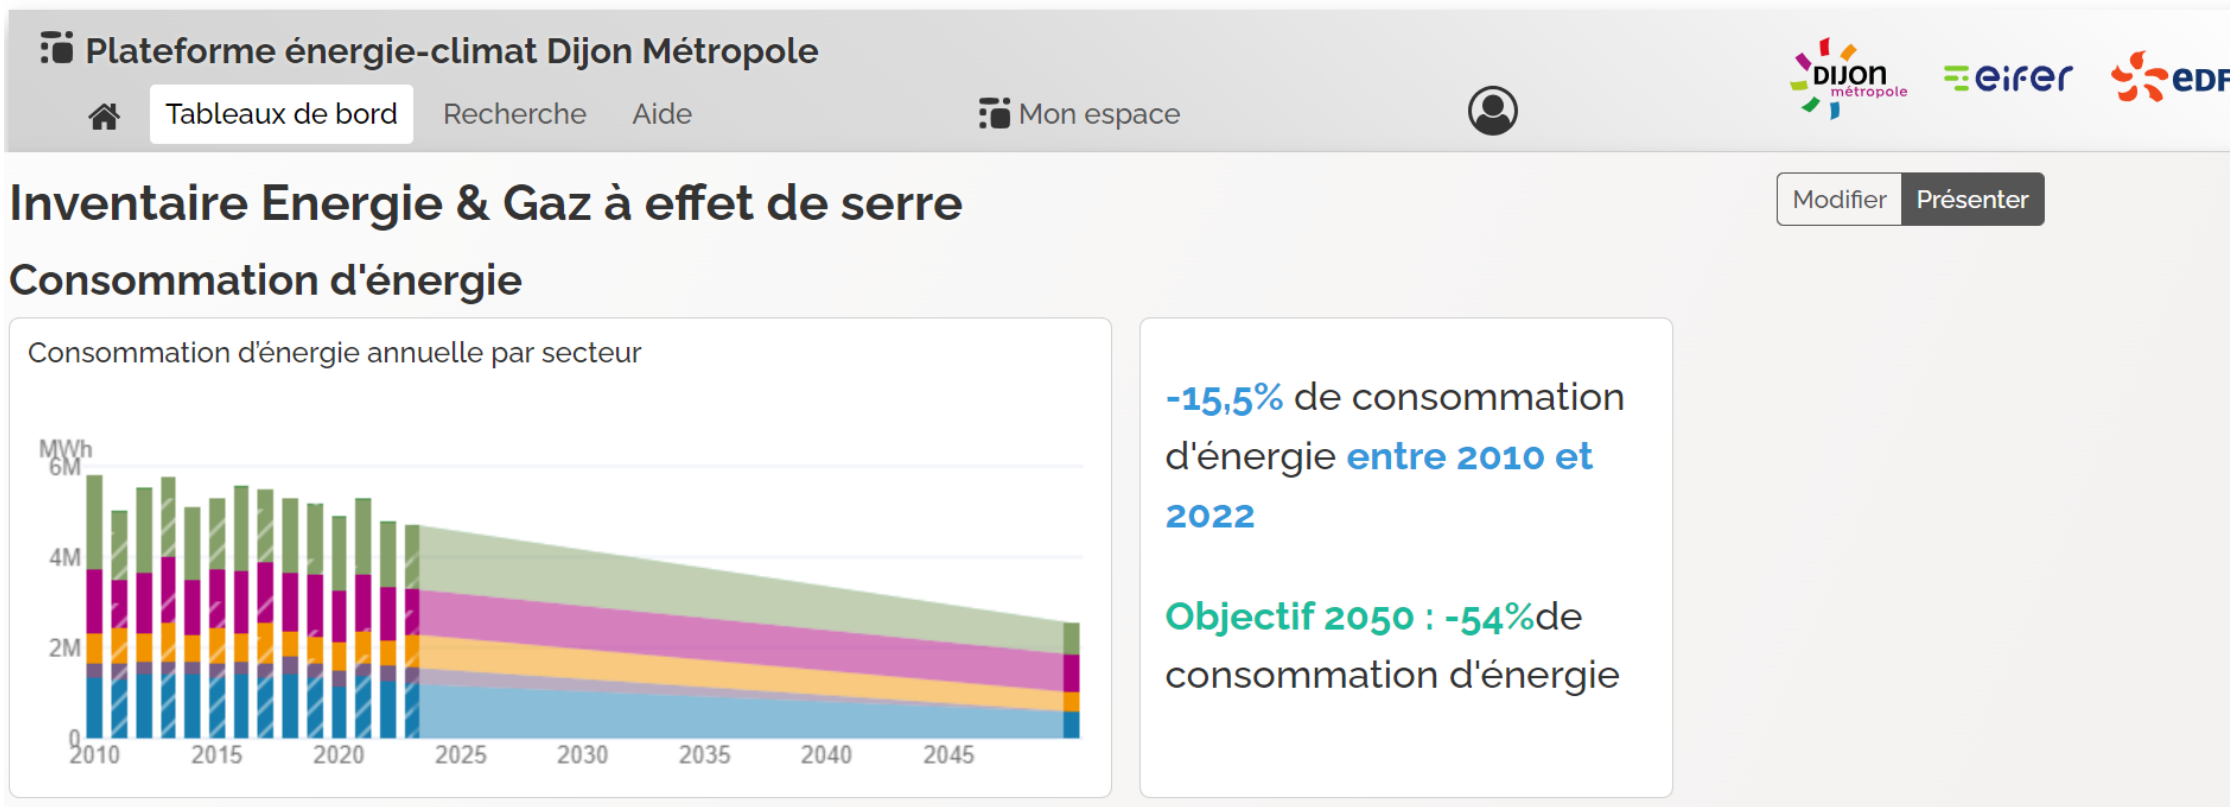 Plateforme énergie-climat Dijon Métropole
Tableaux de bord Recherche Aide Mon espace
DIJON
métropole
eifer
eDF
Inventaire Energie & Gaz à effet de serre
Modifier Présenter
Consommation d'énergie
Consommation d'énergie annuelle par secteur
MWh
6M
4M
2M
0
2010 2015 2020 2025 2030 2035 2040 2045
-15,5% de consommation
d'énergie entre 2010 et
2022
Objectif 2050 : -54%de
consommation d'énergie